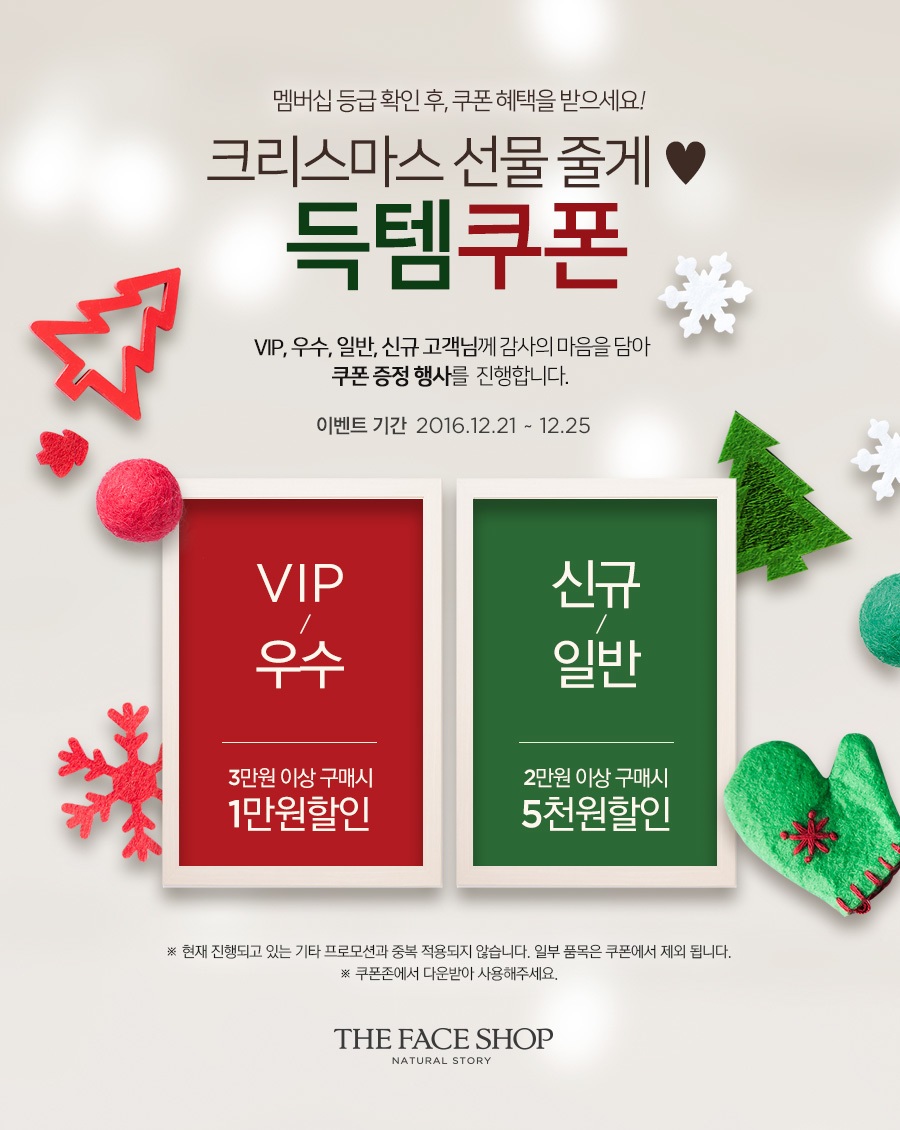 멤버십 등급 확인 후, 쿠폰 혜택을 받으세요!
크리스마스 선물 줄게 ♥
득템쿠폰
VIP, 우수, 일반, 신규 고객님께 감사의 마음을 담아
쿠폰 증정 행사를 진행합니다.
이벤트 기간 2016.12.21 ~ 12.25
VIP
/
우수
3만원 이상 구매시
1만원할인
신규
/
일반
2만원 이상 구매시
5천원할인
※ 현재 진행되고 있는 기타 프로모션과 중복 적용되지 않습니다. 일부 품목은 쿠폰에서 제외 됩니다.
※ 쿠폰존에서 다운받아 사용해주세요.
THE FACE SHOP
NATURAL STORY